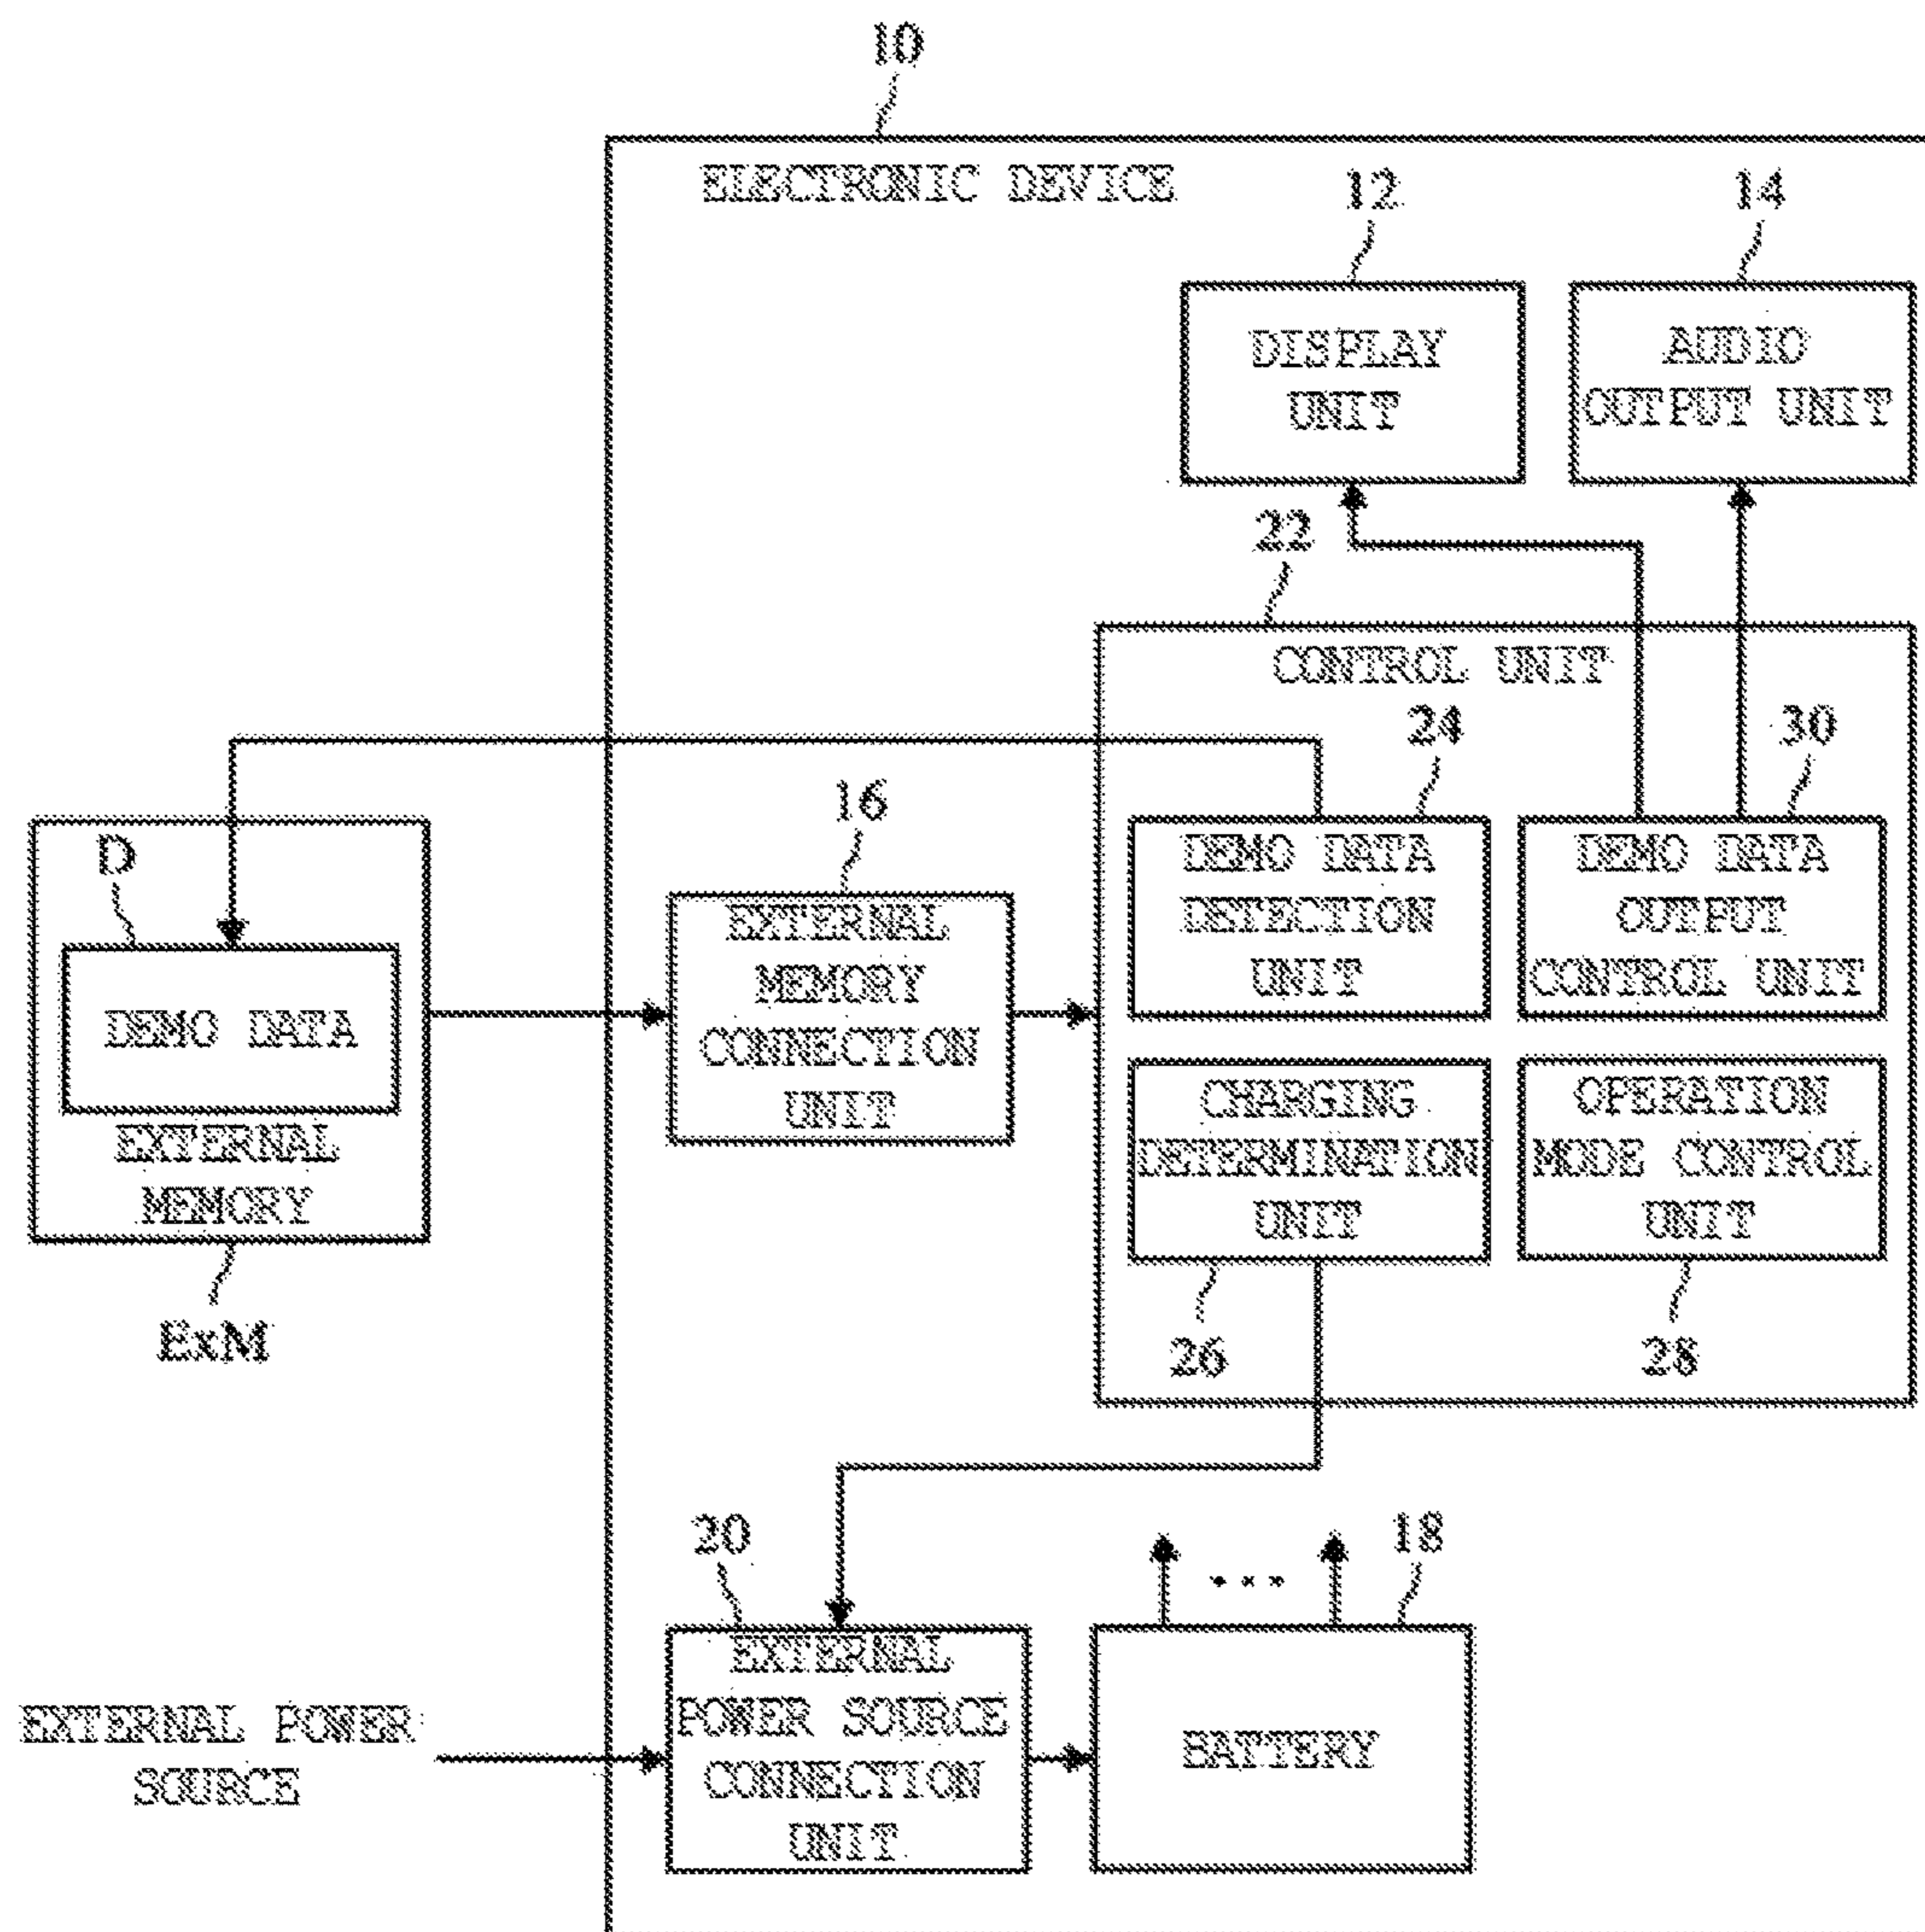 10
ELECTRONIC DEVICE
12
14
DISPLAY
UNIT
AUDIO
OUTPUT UNIT
22
CONTROL UNIT
24
30
DEMO DATA
DETECTION
UNIT
DEMO DATA
OUTPUT
CONTROL UNIT
16
EXTERNAL
MEMORY
CONNECTION
UNIT
D
DEMO DATA
EXTERNAL
MEMORY
ExM
CHARGING
DETERMINATION
UNIT
OPERATION
MODE CONTROL
UNIT
26
28
20
18
EXTERNAL
POWER SOURCE
CONNECTION
UNIT
...
BATTERY
EXTERNAL POWER
SOURCE